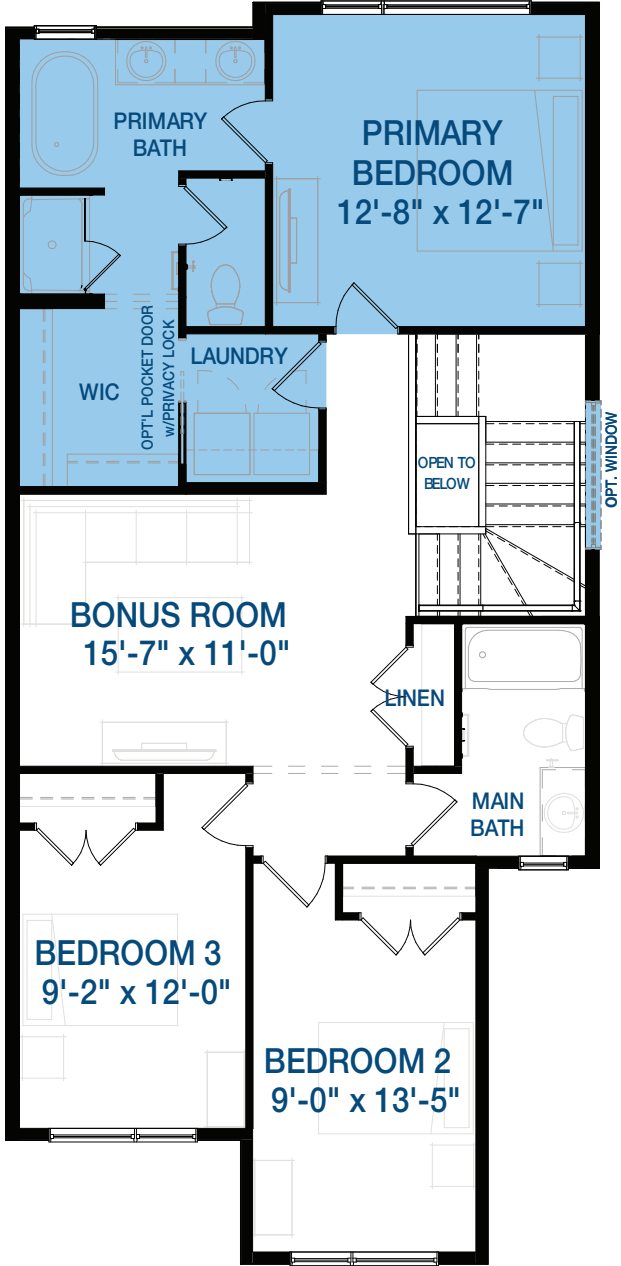 PRIMARY
BATH
PRIMARY
BEDROOM
12'-8" x 12'-7"
OPT'L POCKET DOOR
w/PRIVACY LOCK
LAUNDRY
WIC
OPEN TO
BELOW
OPT. WINDOW
BONUS ROOM
15'-7" x 11'-0"
LINEN
MAIN
BATH
BEDROOM 3
9'-2" x 12'-0"
BEDROOM 2
9'-0" x 13'-5"